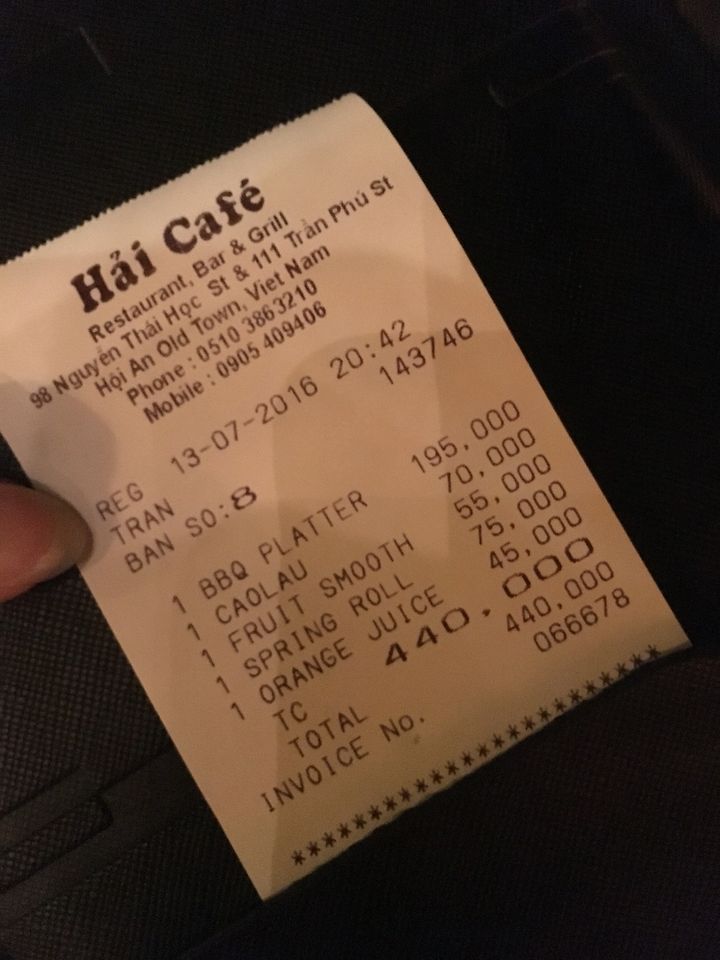 Hải Café
Restaurant, Bar & Grill
98 Nguyễn Thái Học St & 111 Trần Phú St
Hội An Old Town, Viet Nam
Phone : 0510 3863210
Mobile : 0905 409406
REG 13-07-2016 20:42
TRAN 143746
BAN SO:8
1 BBQ PLATTER 195,000
1 CAOLAU 70,000
1 FRUIT SMOOTH 55,000
1 SPRING ROLL 75,000
1 ORANGE JUICE 45,000
TC 440.000
TOTAL 440,000
INVOICE No. 066678
************************